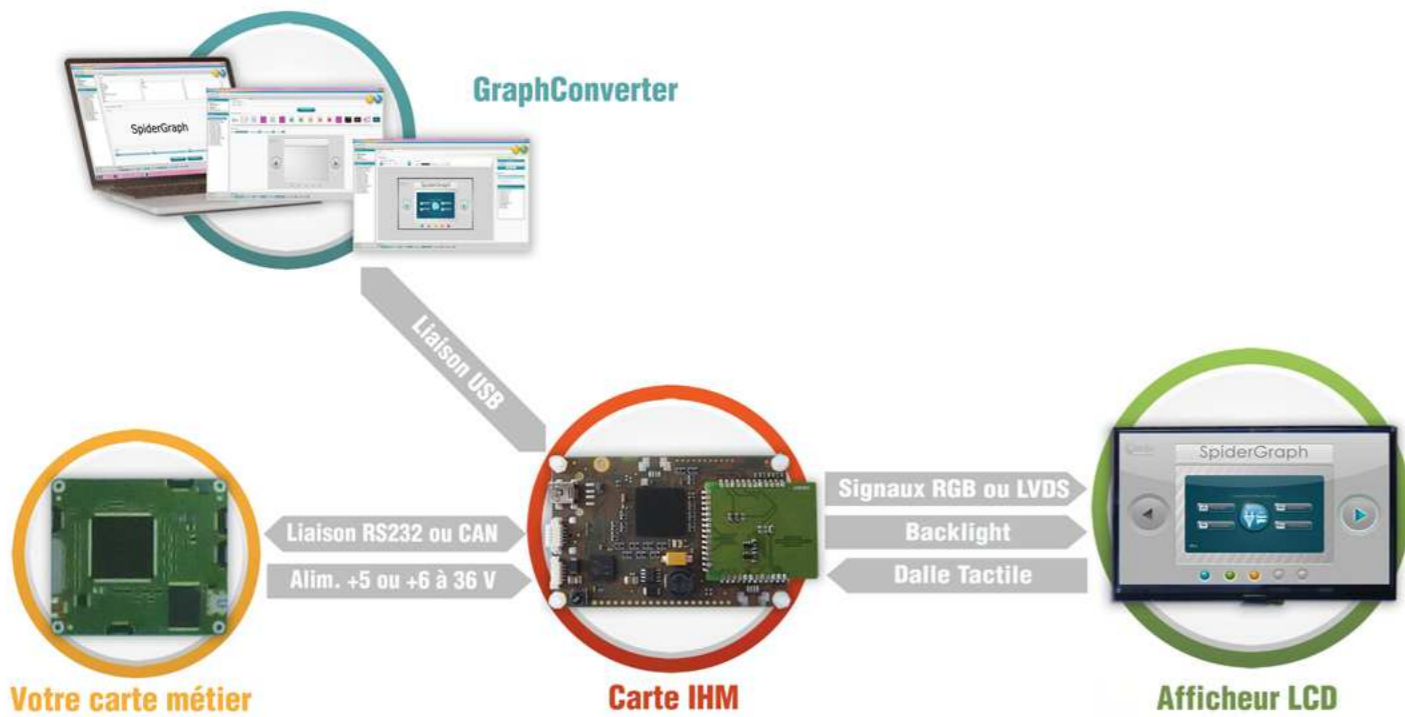 GraphConverter
SpiderGraph
SpiderGraph
Liaison USB
SpiderGraph
Liaison RS232 ou CAN
Alim. +5 ou +6 à 36 V
Signaux RGB ou LVDS
Backlight
Dalle Tactile
Votre carte métier
Carte IHM
Afficheur LCD